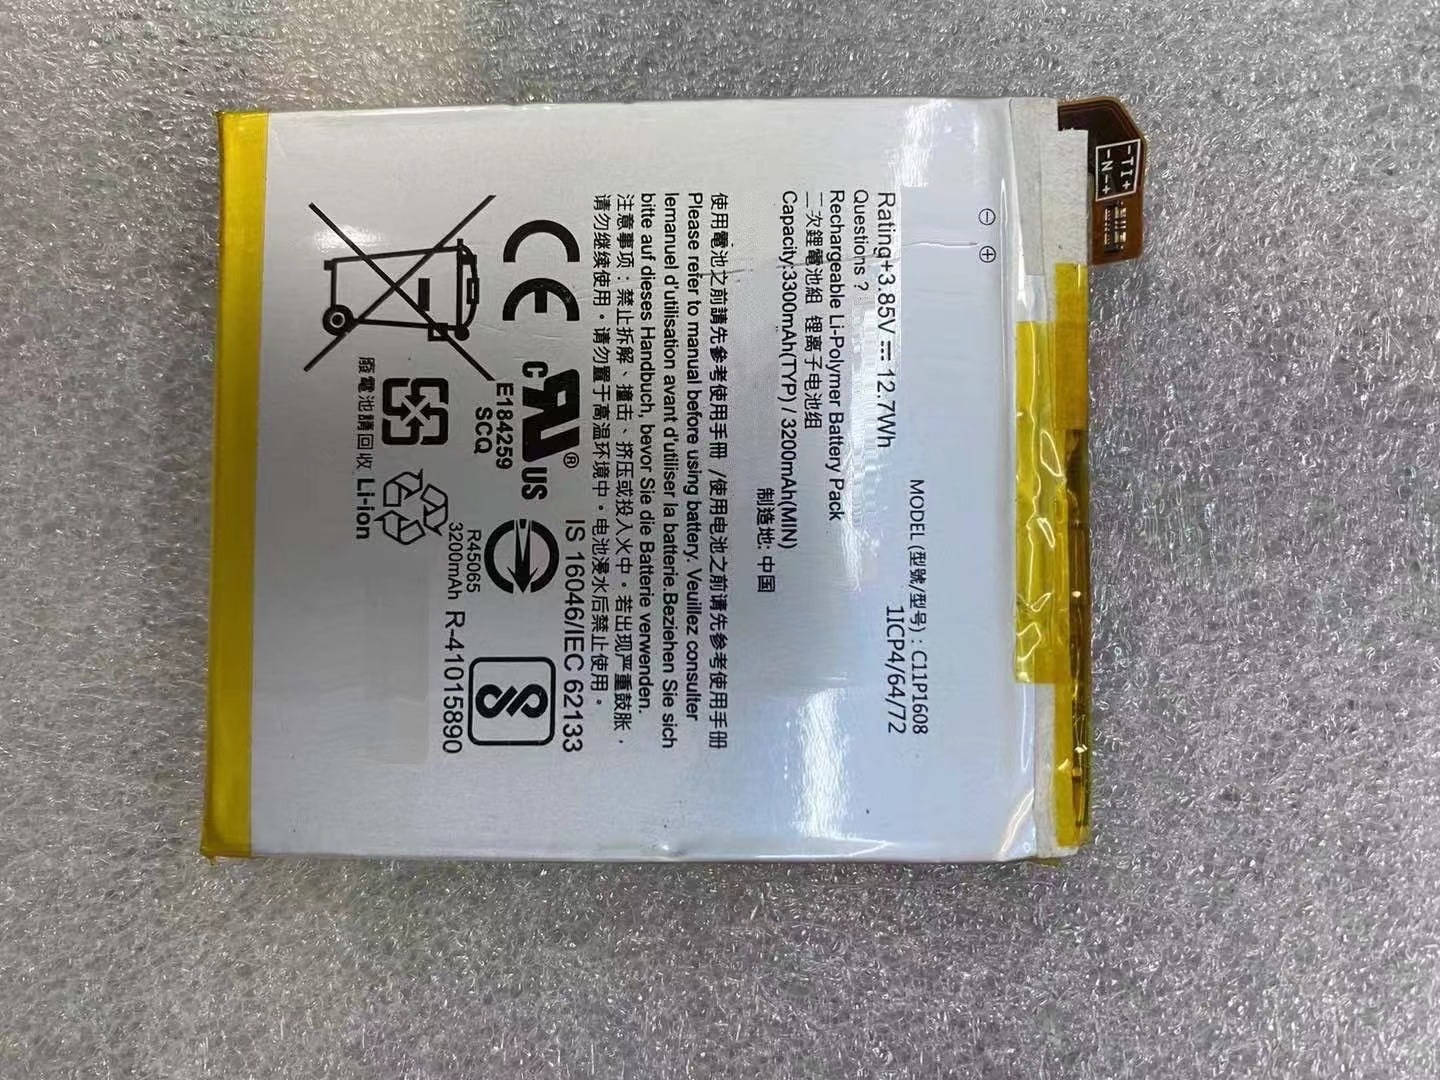 MODEL (型號/型号) : C11P1608
1ICP4/64/72
Rating+3.85V 12.7Wh
Questions ?
Rechargeable Li-Polymer Battery Pack
二次鋰電池組 锂离子电池组
Capacity:3300mAh(TYP) / 3200mAh(MIN)
制造地: 中国
使用電池之前請先參考使用手冊 /使用电池之前请先参考使用手册
Please refer to manual before using battery. Veuillez consulter
lemanuel d'utilisation avant d'utiliser la batterie.Beziehen Sie sich
bitte auf dieses Handbuch, bevor Sie die Batterie verwenden.
注意事项：禁止拆解、撞击、挤压或投入火中。若出现严重鼓胀，
请勿继续使用。请勿置于高温环境中。电池浸水后禁止使用。
CE
c RU US ®
E184259
SCQ
IS 16046/IEC 62133
R45065
3200mAh
R-41015890
廢電池請回收 Li-ion
-TI+
-N-+